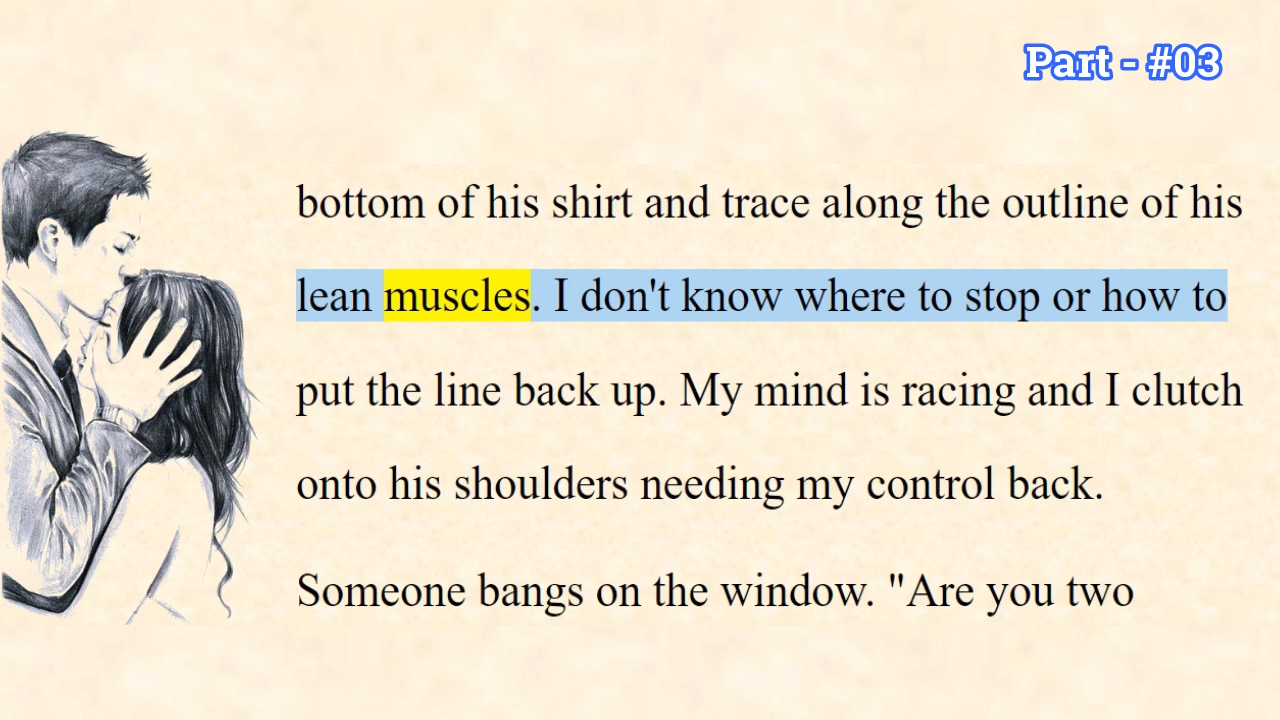 Part - #03
bottom of his shirt and trace along the outline of his
lean muscles. I don't know where to stop or how to
put the line back up. My mind is racing and I clutch
onto his shoulders needing my control back.
Someone bangs on the window. "Are you two